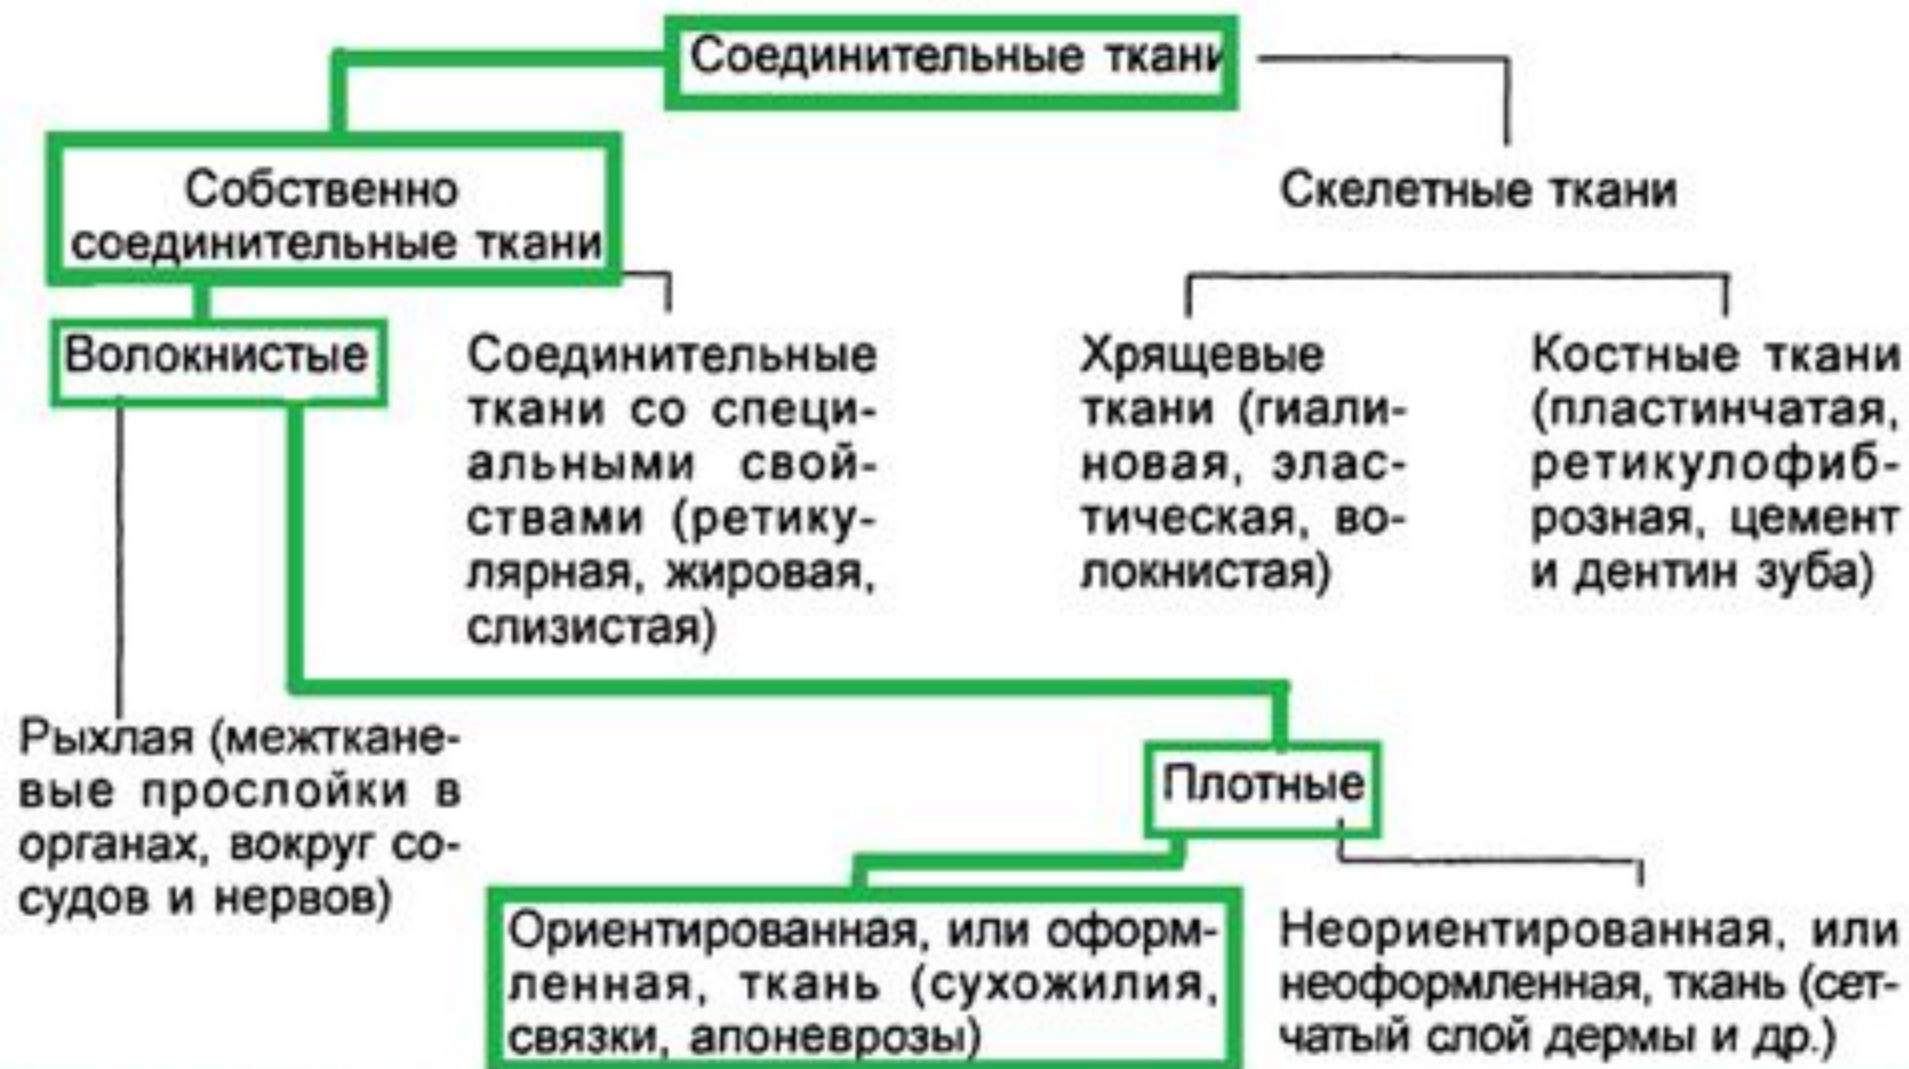 Соединительные ткани
Собственно
соединительные ткани
Скелетные ткани
Волокнистые
Соединительные
ткани со специ-
альными свой-
ствами (ретику-
лярная, жировая,
слизистая)
Хрящевые
ткани (гиали-
новая, элас-
тическая, во-
локнистая)
Костные ткани
(пластинчатая,
ретикулофиб-
розная, цемент
и дентин зуба)
Рыхлая (межткане-
вые прослойки в
органах, вокруг со-
судов и нервов)
Плотные
Ориентированная, или оформ-
ленная, ткань (сухожилия,
связки, апоневрозы)
Неориентированная, или
неоформленная, ткань (сет-
чатый слой дермы и др.)